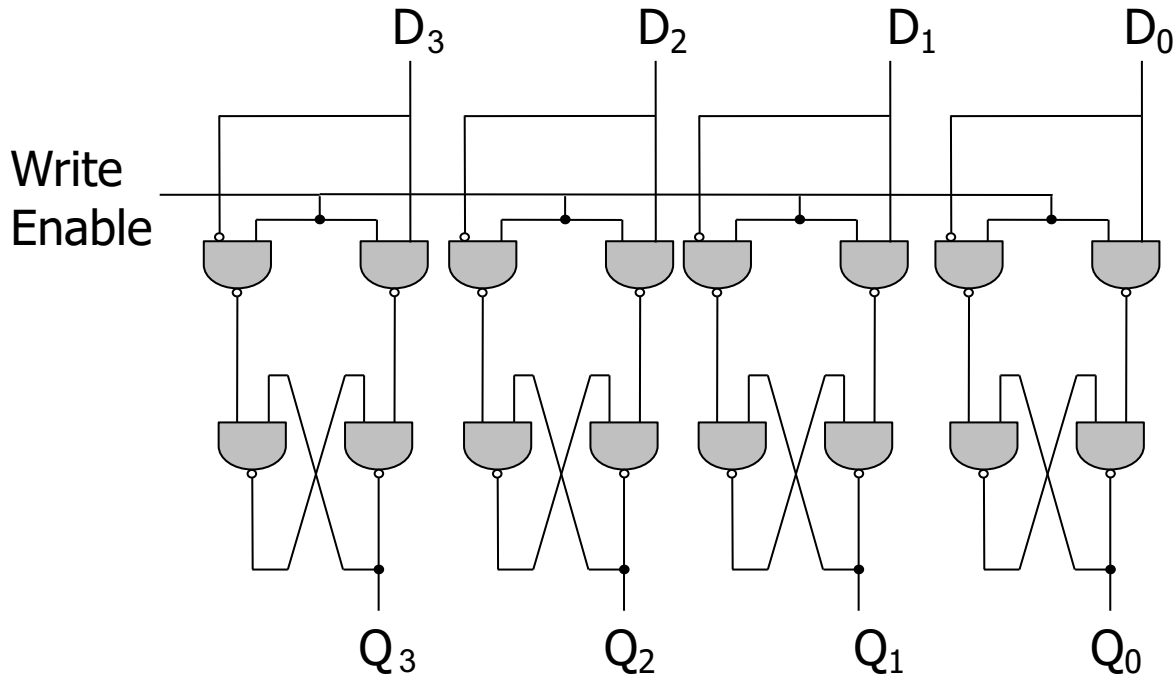 D₃ D₂ D₁ D₀
Write
Enable
Q₃ Q₂ Q₁ Q₀